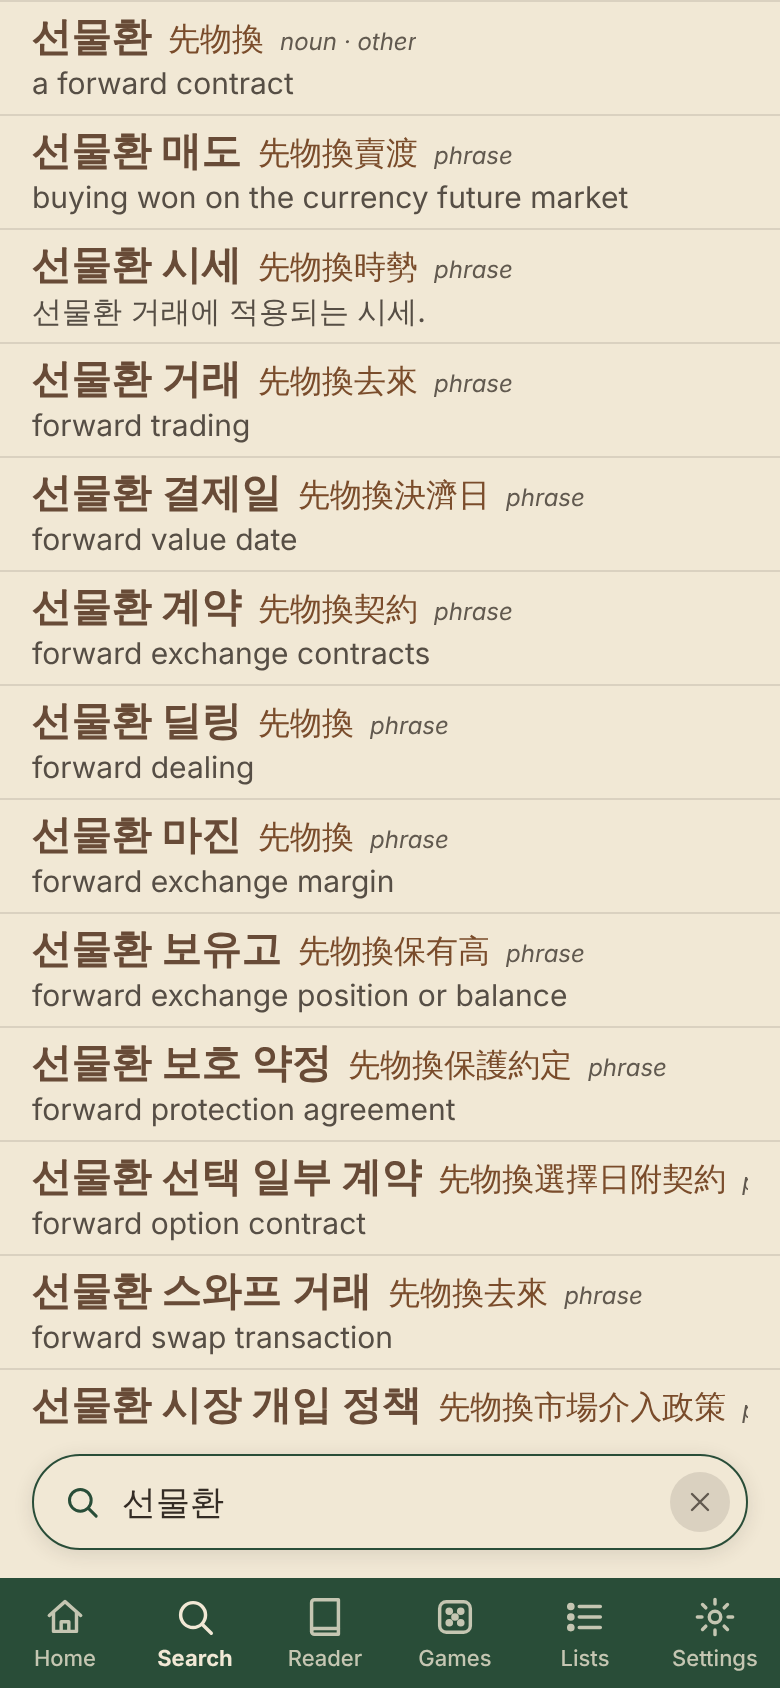 선물환 先物換 noun · other
a forward contract
선물환 매도 先物換賣渡 phrase
buying won on the currency future market
선물환 시세 先物換時勢 phrase
선물환 거래에 적용되는 시세.
선물환 거래 先物換去來 phrase
forward trading
선물환 결제일 先物換決濟日 phrase
forward value date
선물환 계약 先物換契約 phrase
forward exchange contracts
선물환 딜링 先物換 phrase
forward dealing
선물환 마진 先物換 phrase
forward exchange margin
선물환 보유고 先物換保有高 phrase
forward exchange position or balance
선물환 보호 약정 先物換保護約定 phrase
forward protection agreement
선물환 선택 일부 계약 先物換選擇日附契約
forward option contract
선물환 스와프 거래 先物換去來 phrase
forward swap transaction
선물환 시장 개입 정책 先物換市場介入政策
선물환
Home Search Reader Games Lists Settings